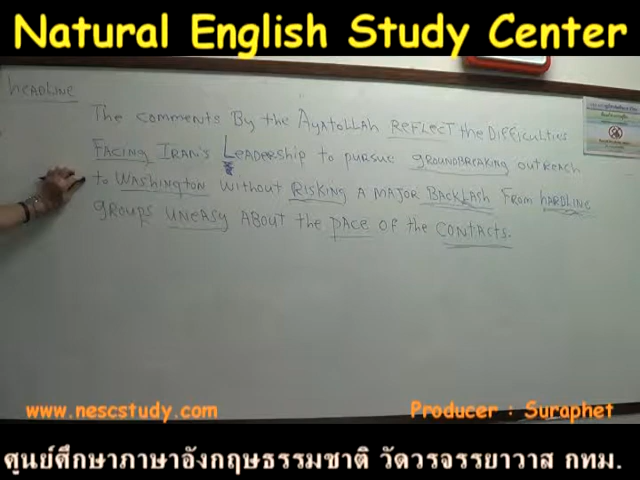 Natural English Study Center
hEADLINE
The comments By the AyAtoLLAh REFLECT the DifficuLtiEs
FACING IRAN's LeadERship to pursue gROUNDBREAKING outREACh
to WAShington without RISKING A MAJOR BACKLASh FRom hARDLINE
gROUPS UNEASY ABOUt thE pACE oF thE CONtActs.
www.nescstudy.com
Producer : Suraphet
ศูนย์ศึกษาภาษาอังกฤษธรรมชาติ วัดวรจรรยาวาส กทม.